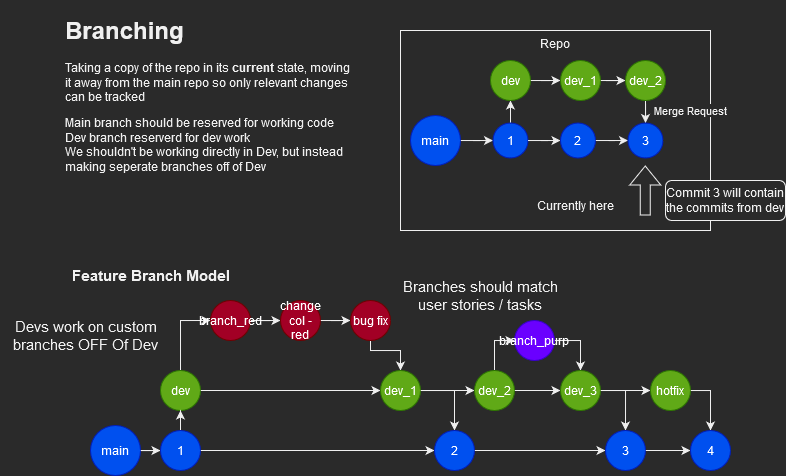 Branching
Taking a copy of the repo in its current state, moving
it away from the main repo so only relevant changes
can be tracked
Main branch should be reserved for working code
Dev branch reserverd for dev work
We shouldn't be working directly in Dev, but instead
making seperate branches off of Dev
Repo
dev
dev_1
dev_2
Merge Request
main
1
2
3
Currently here
Commit 3 will contain
the commits from dev
Feature Branch Model
Devs work on custom
branches OFF Of Dev
branch_red
change
col -
red
bug fix
Branches should match
user stories / tasks
branch_purp
dev
dev_1
dev_2
dev_3
hotfix
main
1
2
3
4